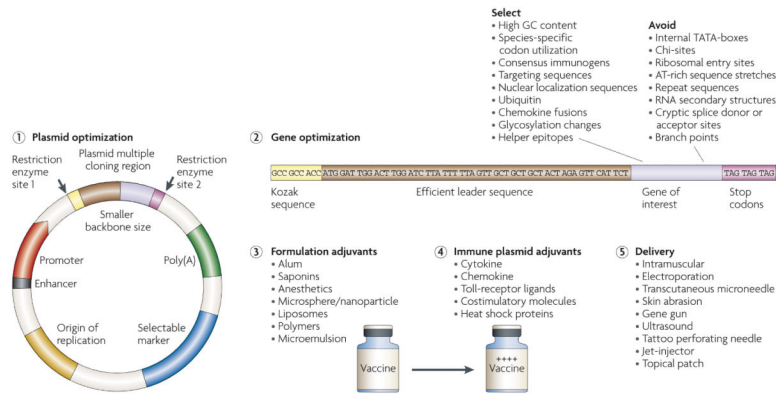 Select
• High GC content
• Species-specific
codon utilization
• Consensus immunogens
• Targeting sequences
• Nuclear localization sequences
• Ubiquitin
• Chemokine fusions
• Glycosylation changes
• Helper epitopes
Avoid
• Internal TATA-boxes
• Chi-sites
• Ribosomal entry sites
• AT-rich sequence stretches
• Repeat sequences
• RNA secondary structures
• Cryptic splice donor or
acceptor sites
• Branch points
① Plasmid optimization
Restriction
enzyme
site 1
Plasmid multiple
cloning region
Restriction
enzyme
site 2
Smaller
backbone size
Promoter
Poly(A)
Enhancer
Origin of
replication
Selectable
marker
② Gene optimization
GCC GCC ACC ATG GAT TGG ACT TGG ATC TTA TTT TTA GTT GCT GCT GCT ACT AGA GTT CAT TCT
TAG TAG TAG
Kozak
sequence
Efficient leader sequence
Gene of
interest
Stop
codons
③ Formulation adjuvants
• Alum
• Saponins
• Anesthetics
• Microsphere/nanoparticle
• Liposomes
• Polymers
• Microemulsion
Vaccine
④ Immune plasmid adjuvants
• Cytokine
• Chemokine
• Toll-receptor ligands
• Costimulatory molecules
• Heat shock proteins
++++
Vaccine
⑤ Delivery
• Intramuscular
• Electroporation
• Transcutaneous microneedle
• Skin abrasion
• Gene gun
• Ultrasound
• Tattoo perforating needle
• Jet-injector
• Topical patch